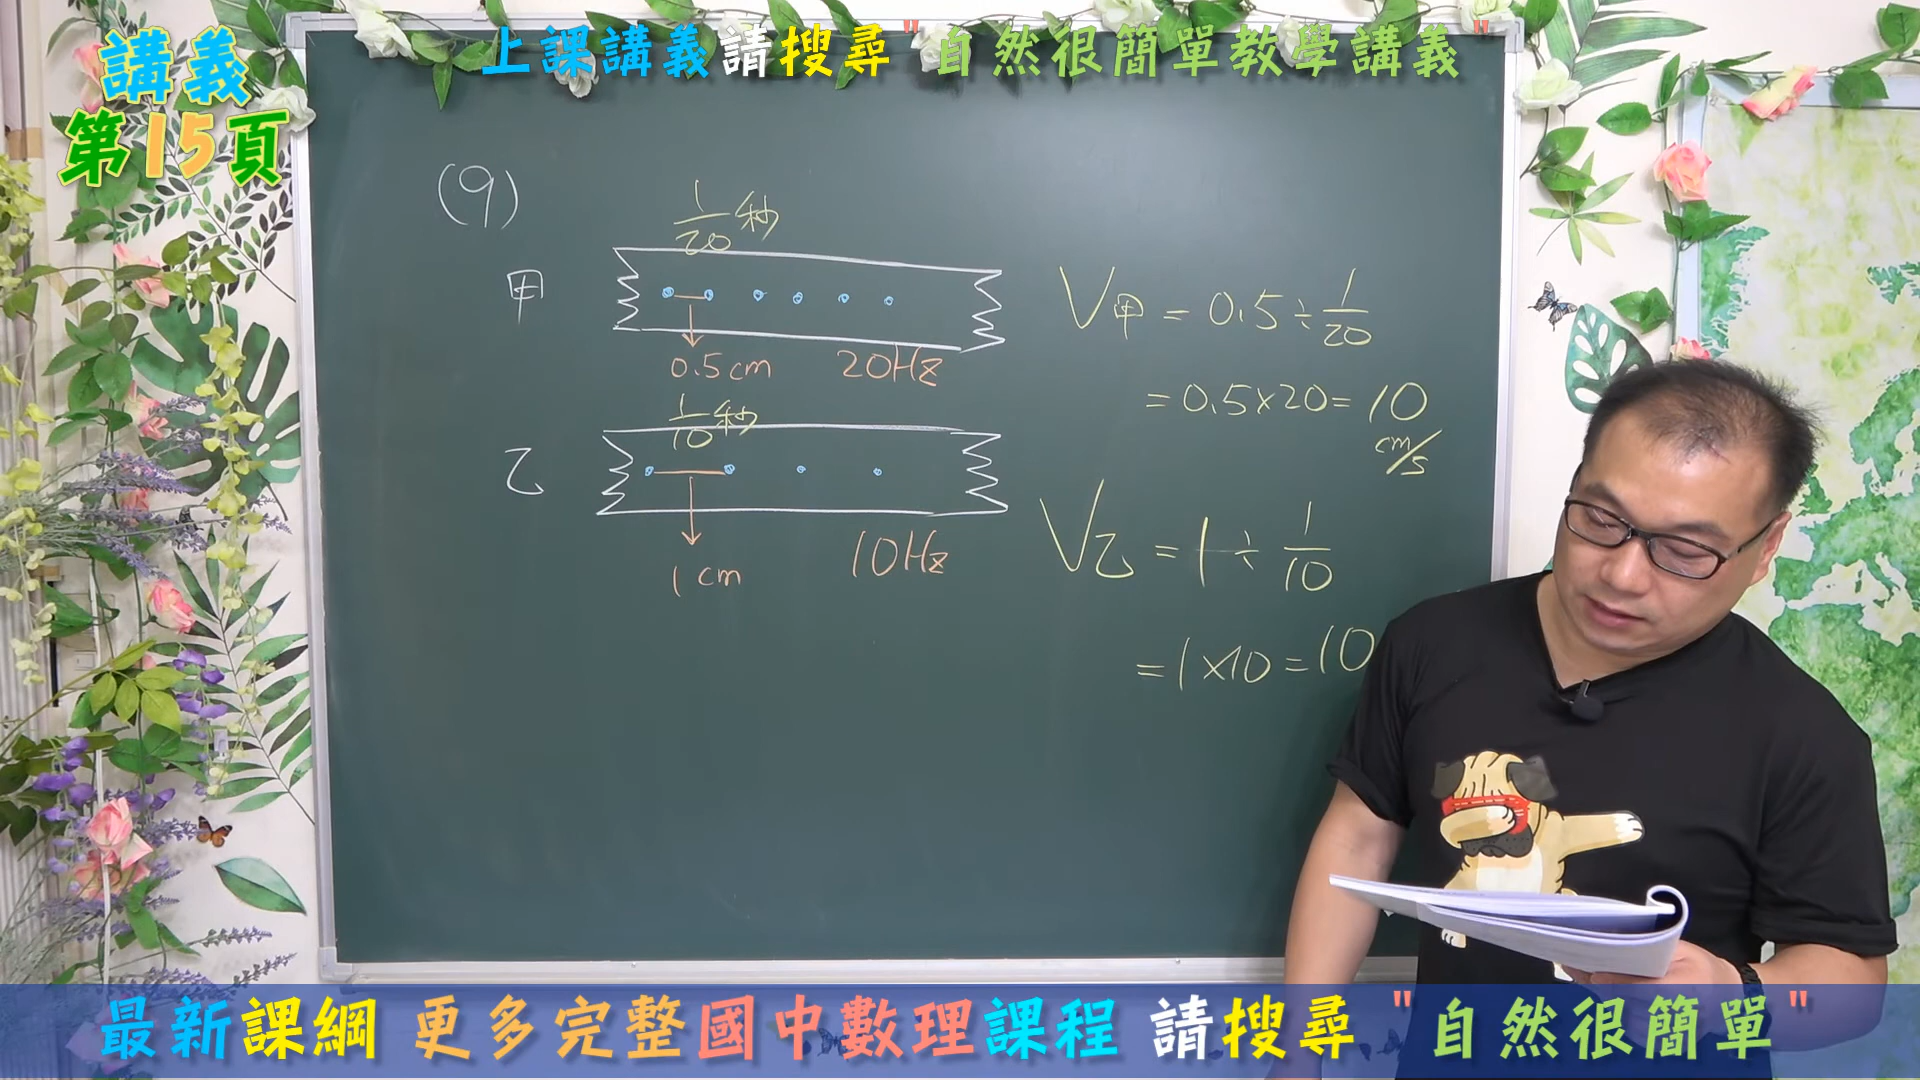 上課講義請搜尋"自然很簡單教學講義"
講義
第15頁
(9)
1/20秒
甲
0.5cm 20Hz
1/10秒
乙
1cm 10Hz
V甲 = 0.5 ÷ 1/20
= 0.5×20 = 10 cm/s
V乙 = 1 ÷ 1/10
= 1×10 = 10
最新課綱 更多完整國中數理課程 請搜尋"自然很簡單"